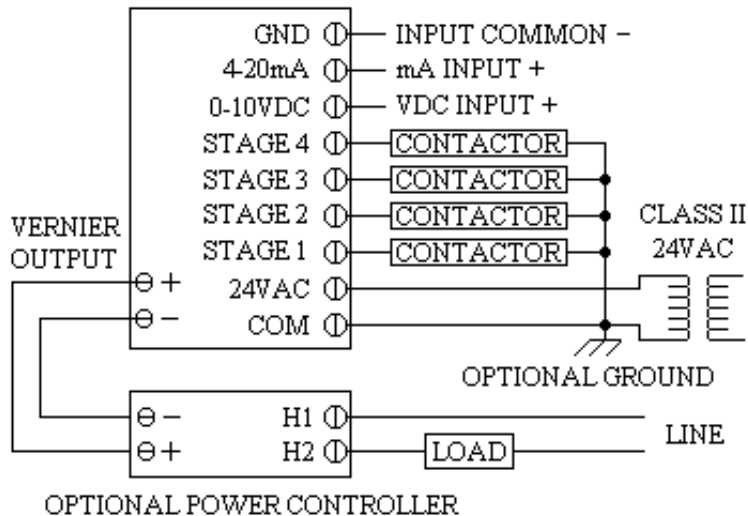 GND INPUT COMMON –
4-20mA mA INPUT +
0-10VDC VDC INPUT +
STAGE 4 CONTACTOR
STAGE 3 CONTACTOR
STAGE 2 CONTACTOR
STAGE 1 CONTACTOR
24VAC
COM
VERNIER
OUTPUT
+
–
CLASS II
24VAC
OPTIONAL GROUND
– H1
+ H2 LOAD
LINE
OPTIONAL POWER CONTROLLER